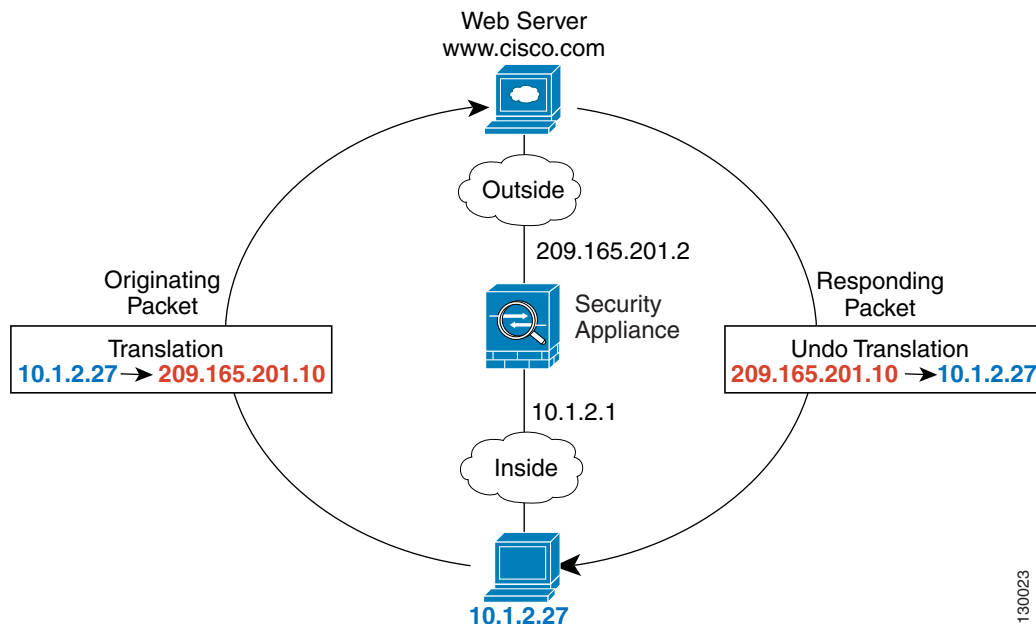 Web Server
www.cisco.com
Outside
209.165.201.2
Originating
Packet
Translation
10.1.2.27 209.165.201.10
Security
Appliance
Responding
Packet
Undo Translation
209.165.201.10 10.1.2.27
10.1.2.1
Inside
10.1.2.27
130023